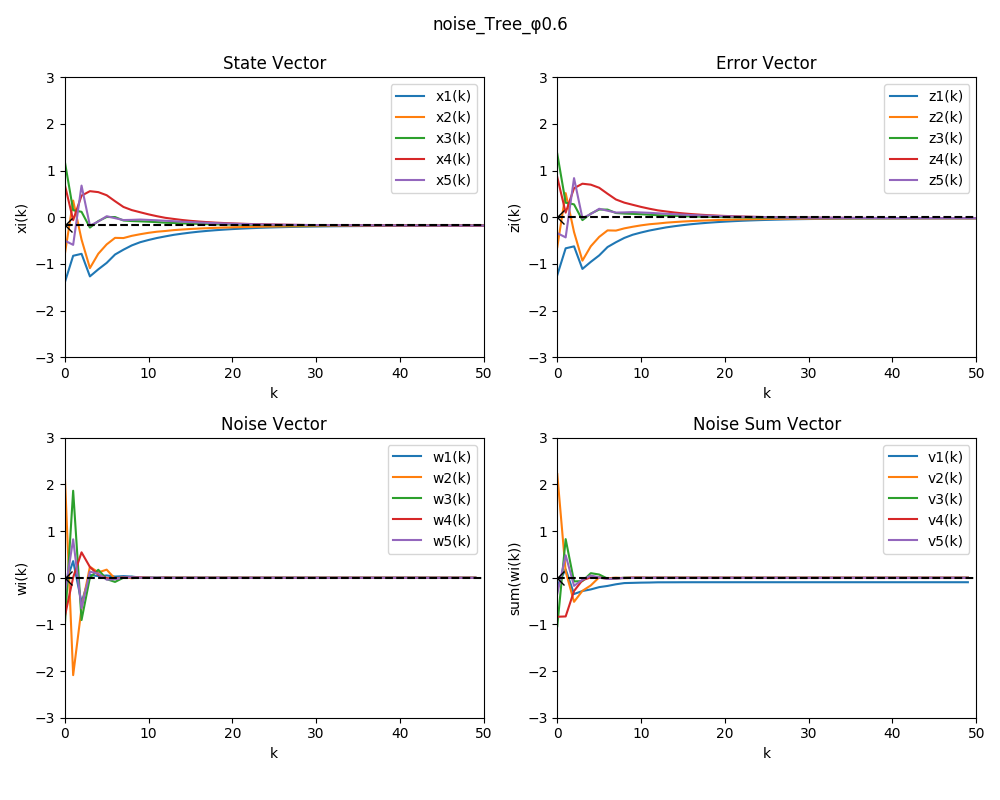 noise_Tree_φ0.6
State Vector
3
2
1
0
−1
−2
−3
xi(k)
x1(k)
x2(k)
x3(k)
x4(k)
x5(k)
0 10 20 30 40 50
k
Error Vector
3
2
1
0
−1
−2
−3
zi(k)
z1(k)
z2(k)
z3(k)
z4(k)
z5(k)
0 10 20 30 40 50
k
Noise Vector
3
2
1
0
−1
−2
−3
wi(k)
w1(k)
w2(k)
w3(k)
w4(k)
w5(k)
0 10 20 30 40 50
k
Noise Sum Vector
3
2
1
0
−1
−2
−3
sum(wi(k))
v1(k)
v2(k)
v3(k)
v4(k)
v5(k)
0 10 20 30 40 50
k